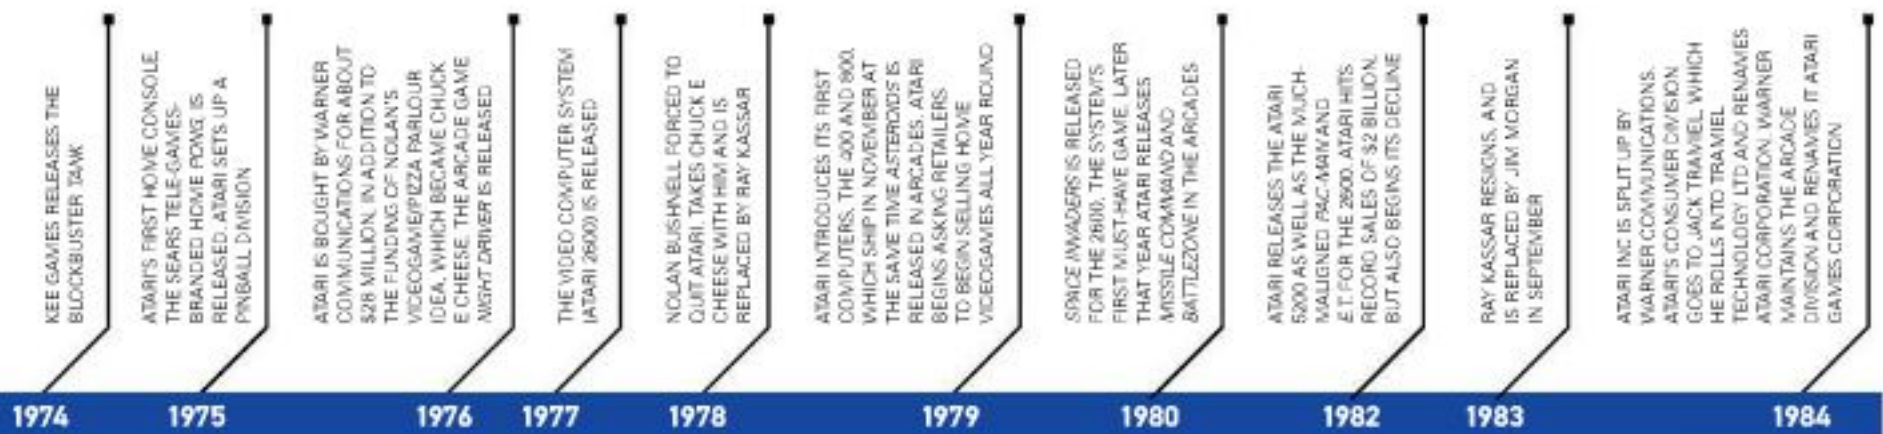 KEE GAMES RELEASES THE
BLOCKBUSTER TANK
1974
ATARI'S FIRST HOME CONSOLE,
THE SEARS TELE-GAMES-
BRANDED HOME PONG, IS
RELEASED. ATARI SETS UP A
PINBALL DIVISION
1975
ATARI IS BOUGHT BY WARNER
COMMUNICATIONS FOR ABOUT
$28 MILLION, IN ADDITION TO
THE FUNDING OF NOLAN'S
VIDEOGAME/PIZZA PARLOUR
IDEA, WHICH BECAME CHUCK
E CHEESE. THE ARCADE GAME
NIGHT DRIVER IS RELEASED
1976
THE VIDEO COMPUTER SYSTEM
(ATARI 2600) IS RELEASED
1977
NOLAN BUSHNELL FORCED TO
QUIT ATARI. TAKES CHUCK E
CHEESE WITH HIM AND IS
REPLACED BY RAY KASSAR
1978
ATARI INTRODUCES ITS FIRST
COMPUTERS, THE 400 AND 800,
WHICH SHIP IN NOVEMBER AT
THE SAME TIME ASTEROIDS IS
RELEASED IN ARCADES. ATARI
BEGINS ASKING RETAILERS
TO BEGIN SELLING HOME
VIDEOGAMES ALL YEAR ROUND
1979
SPACE INVADERS IS RELEASED
FOR THE 2600, THE SYSTEM'S
FIRST MUST-HAVE GAME. LATER
THAT YEAR ATARI RELEASES
MISSILE COMMAND AND
BATTLEZONE IN THE ARCADES
1980
ATARI RELEASES THE ATARI
5200 AS WELL AS THE MUCH-
MALIGNED PAC-MAN AND
E.T. FOR THE 2600. ATARI HITS
RECORD SALES OF $2 BILLION,
BUT ALSO BEGINS ITS DECLINE
1982
RAY KASSAR RESIGNS, AND
IS REPLACED BY JIM MORGAN
IN SEPTEMBER
1983
ATARI INC IS SPLIT UP BY
WARNER COMMUNICATIONS.
ATARI'S CONSUMER DIVISION
GOES TO JACK TRAMIEL, WHICH
HE ROLLS INTO TRAMIEL
TECHNOLOGY LTD AND RENAMES
ATARI CORPORATION. WARNER
MAINTAINS THE ARCADE
DIVISION AND RENAMES IT ATARI
GAMES CORPORATION
1984